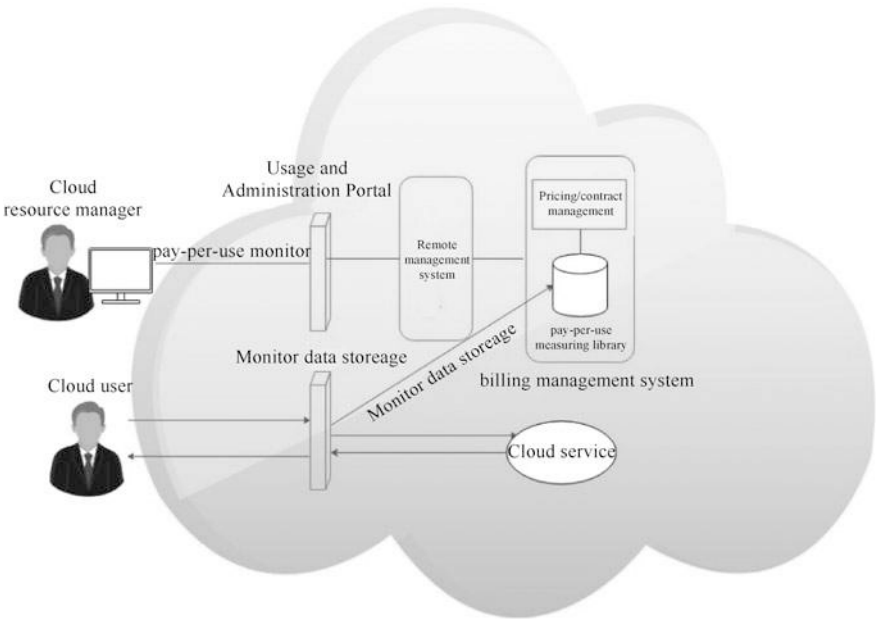 Usage and
Administration Portal
Cloud
resource manager
pay-per-use monitor
Remote
management
system
Pricing/contract
management
pay-per-use
measuring library
billing management system
Monitor data storeage
Monitor data storeage
Cloud user
Cloud service